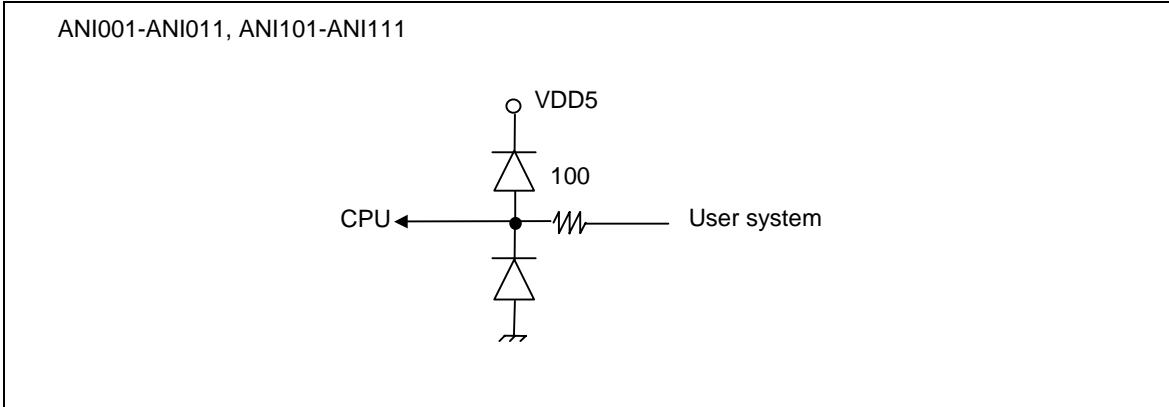 ANI001-ANI011, ANI101-ANI111
VDD5
100
CPU
User system